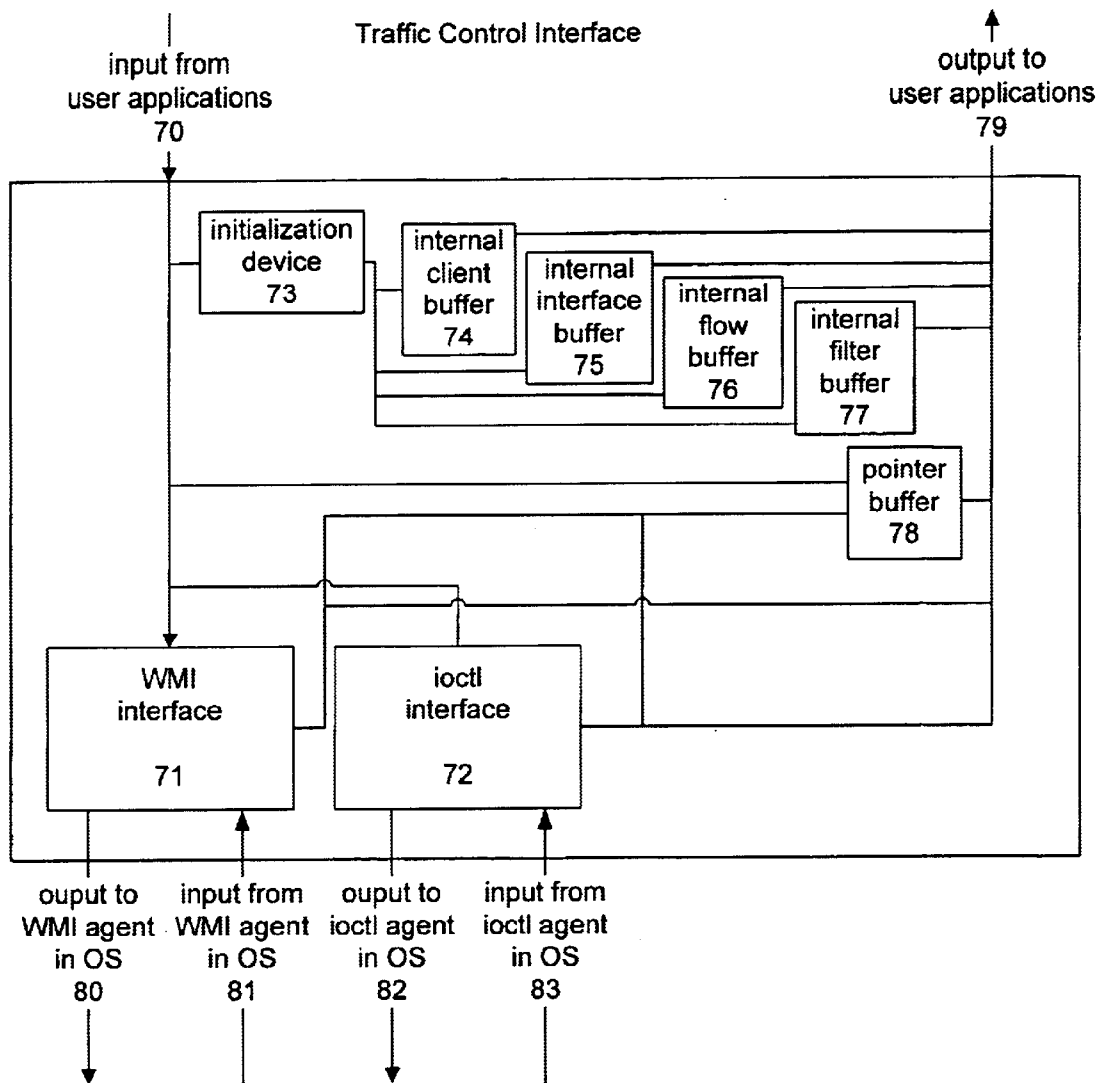 Traffic Control Interface
input from
user applications
70
output to
user applications
79
initialization
device
73
internal
client
buffer
74
internal
interface
buffer
75
internal
flow
buffer
76
internal
filter
buffer
77
pointer
buffer
78
WMI
interface
71
ioctl
interface
72
ouput to
WMI agent
in OS
80
input from
WMI agent
in OS
81
ouput to
ioctl agent
in OS
82
input from
ioctl agent
in OS
83